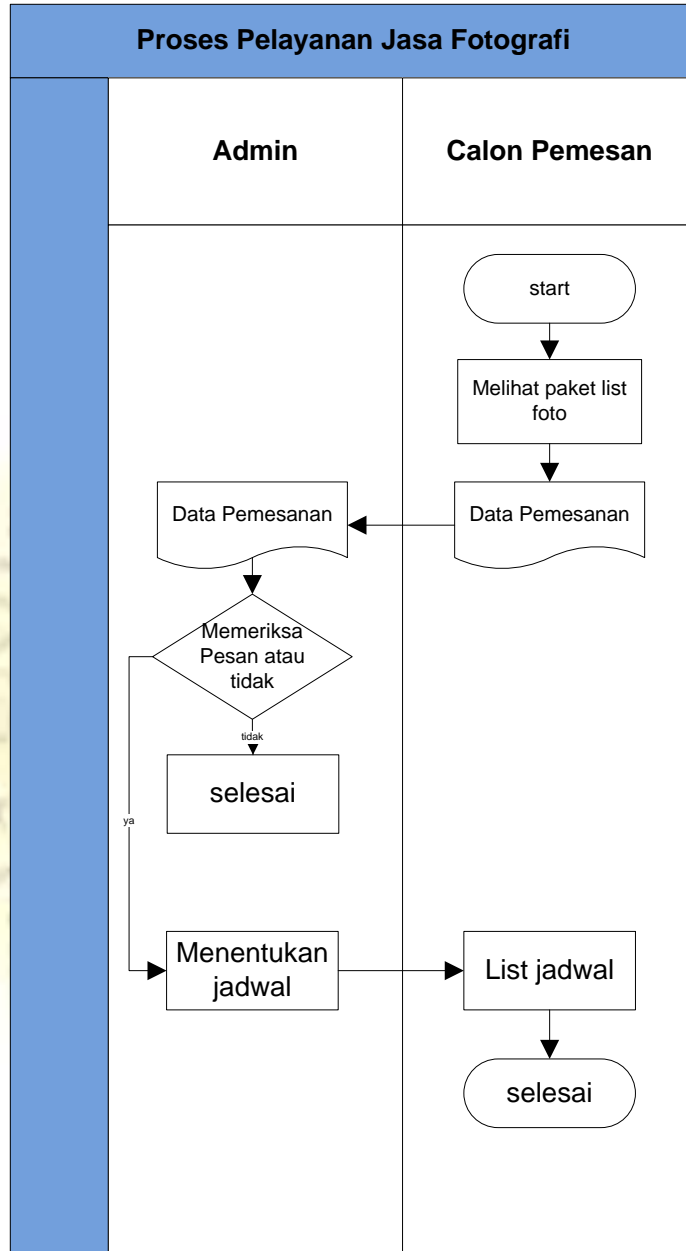 Proses Pelayanan Jasa Fotografi
Admin
Calon Pemesan
start
Melihat paket list
foto
Data Pemesanan
Data Pemesanan
Memeriksa
Pesan atau
tidak
tidak
selesai
ya
Menentukan
jadwal
List jadwal
selesai